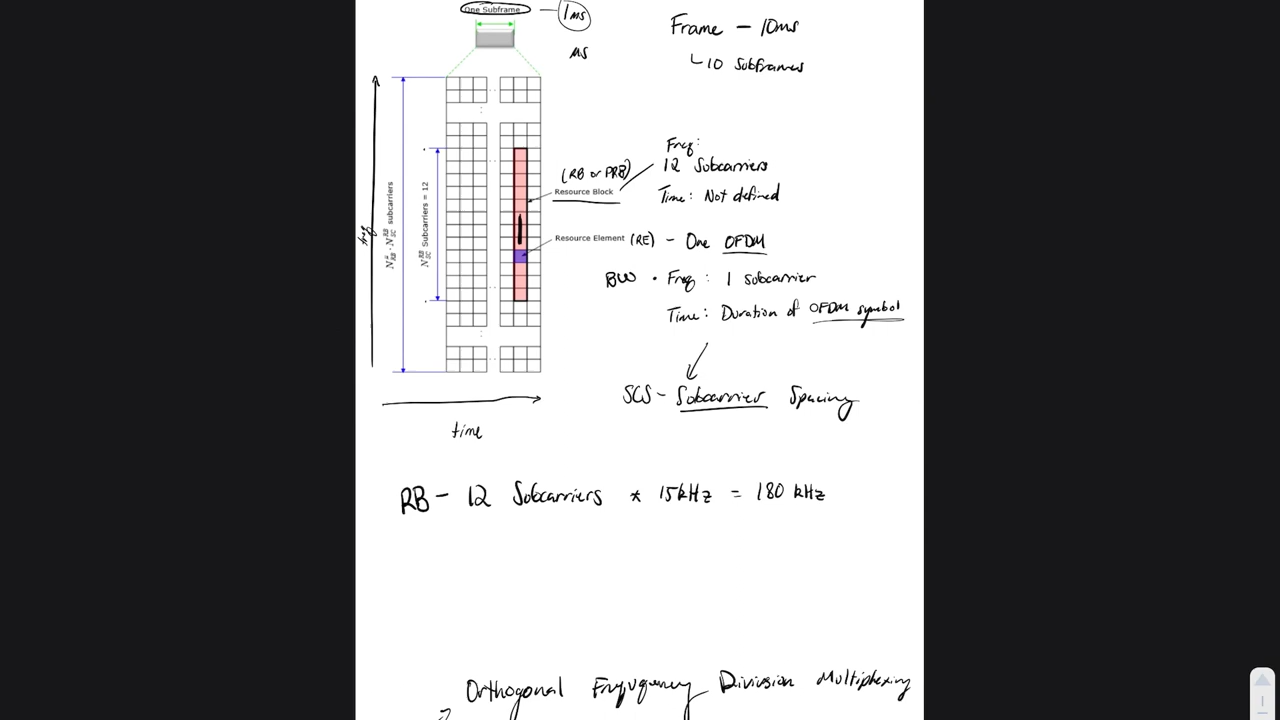 One Subframe – 1ms
Frame – 10ms
ms
10 Subframes
Freq:
(RB or PRB)
12 Subcarriers
Resource Block
Time: Not defined
Resource Element (RE) – One OFDM
BW • Freq: 1 subcarrier
Time: Duration of OFDM symbol
freq
N_RB^μ · N_SC^RB subcarriers
N_SC^RB Subcarriers = 12
SCS – Subcarrier Spacing
time
RB – 12 Subcarriers * 15kHz = 180 kHz
Orthogonal Frequency Division Multiplexing